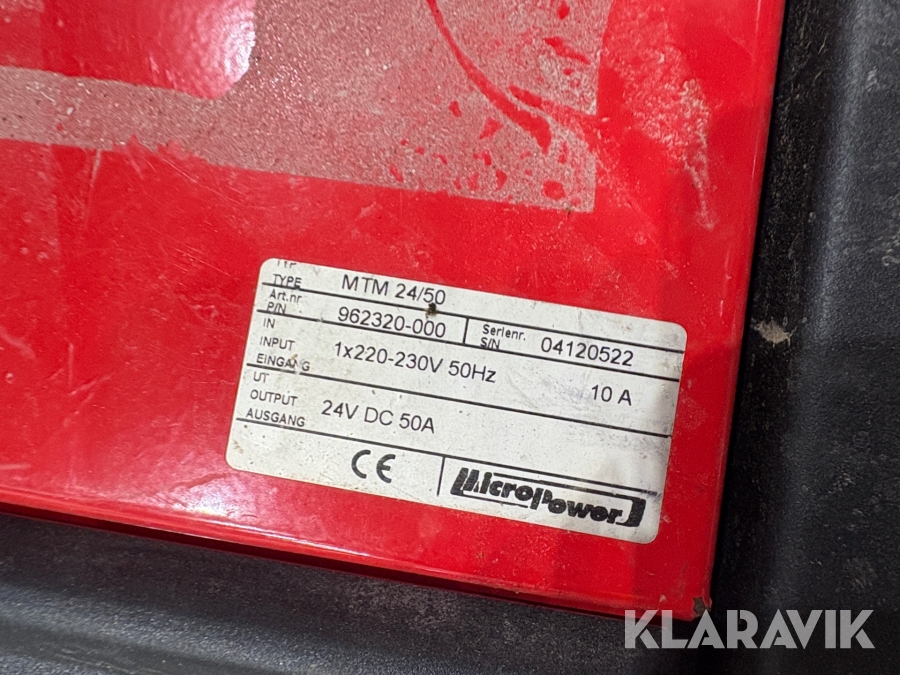 TYP
TYPE MTM 24/50
Art.nr
P/N 962320-000 Serienr. S/N 04120522
IN
INPUT 1x220-230V 50Hz 10 A
EINGANG
UT
OUTPUT 24V DC 50A
AUSGANG
CE MicroPower
KLARAVIK